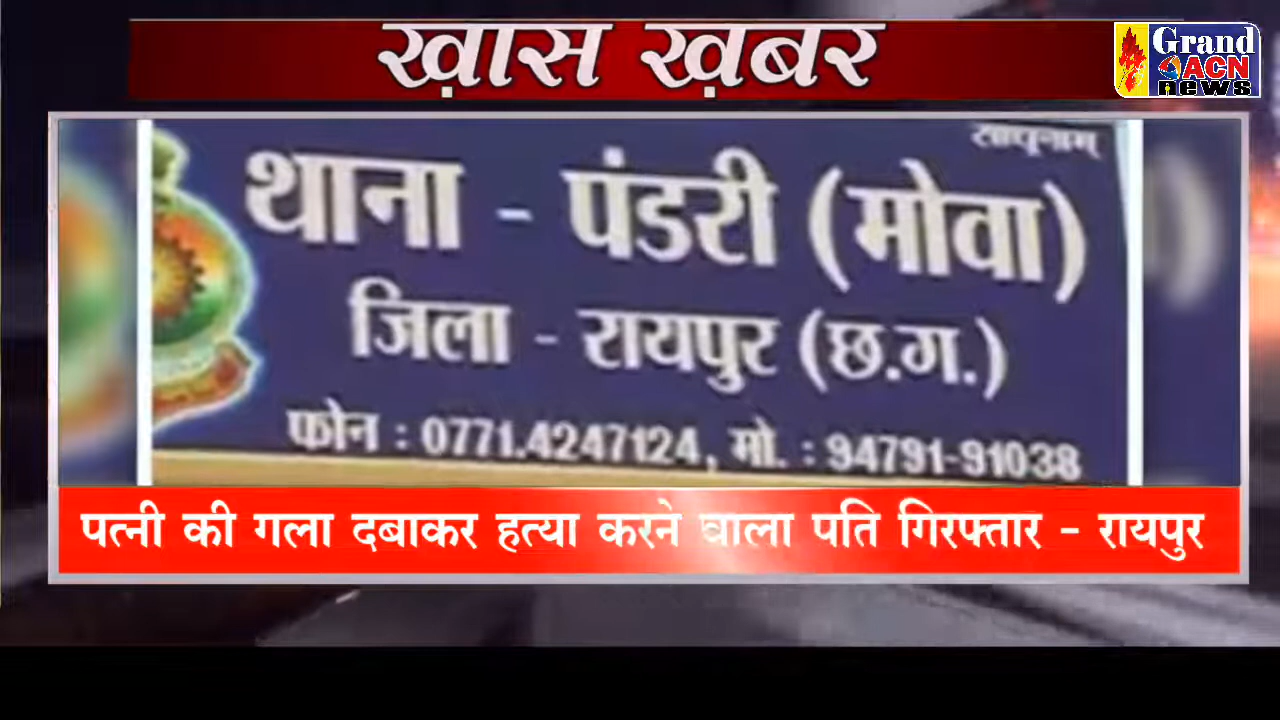 ख़ास ख़बर
Grand
ACN
news
साधूनाम्
थाना - पंडरी (मोवा)
जिला - रायपुर (छ.ग.)
फोन : 0771.4247124, मो. : 94791-91038
पत्नी की गला दबाकर हत्या करने वाला पति गिरफ्तार - रायपुर